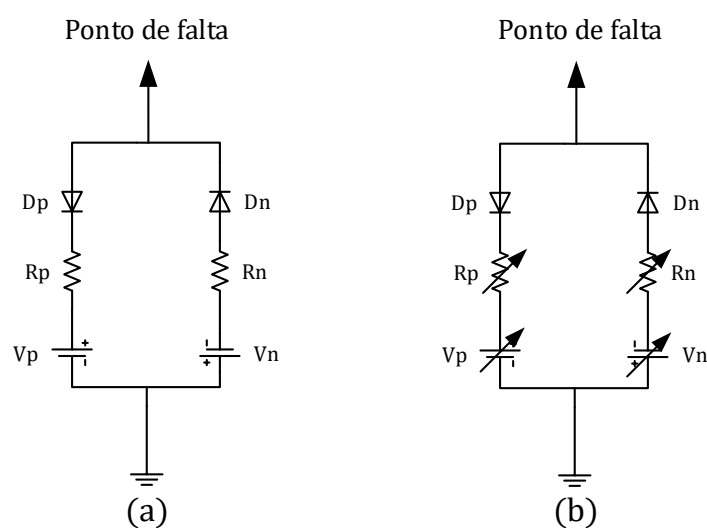 Ponto de falta
Dp
Dn
Rp
Rn
Vp
Vn
(a)
Ponto de falta
Dp
Dn
Rp
Rn
Vp
Vn
(b)